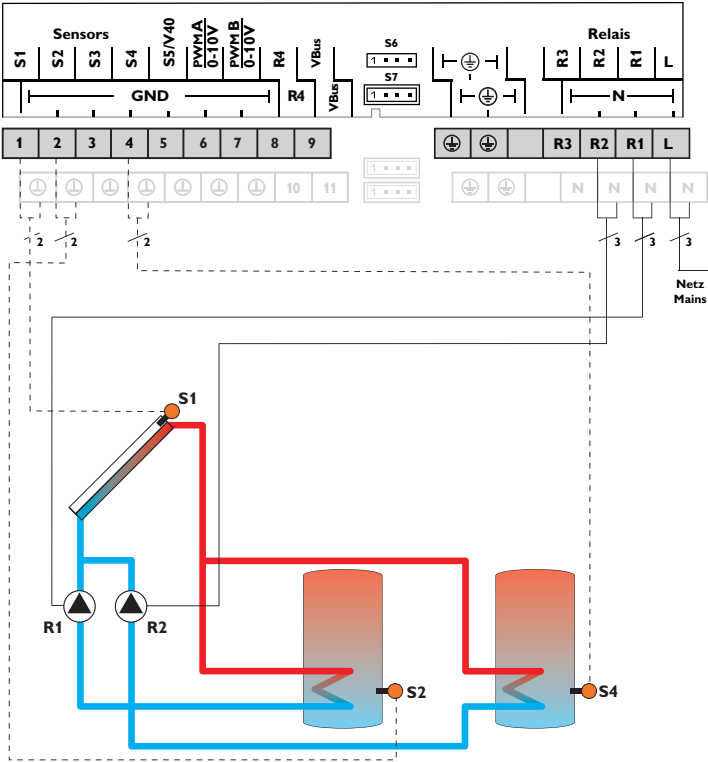 Sensors
Relais
S1
S2
S3
S4
S5/V40
PWM A
0-10V
PWM B
0-10V
R4
VBus
S6
1
R3
R2
R1
L
GND
R4
VBus
S7
1
N
1 2 3 4 5 6 7 8 9
R3 R2 R1 L
1
10 11
1
N N N N
2 2 2
3 3 3
Netz
Mains
S1
R1
R2
S2
S4